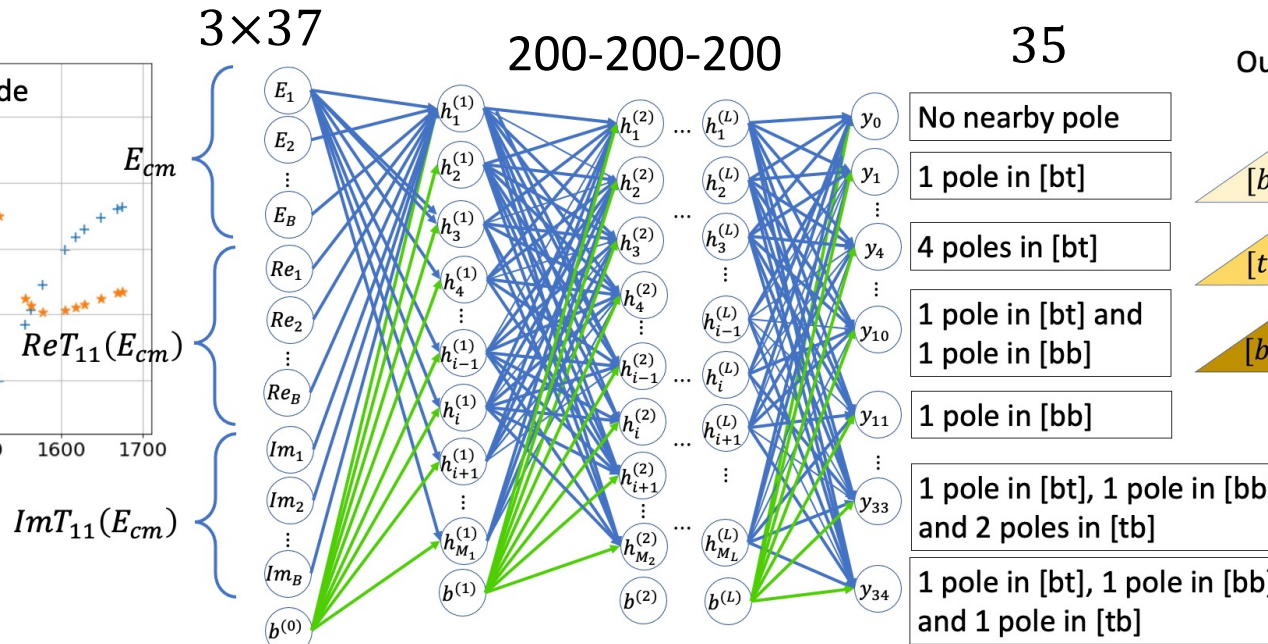 3×37
200-200-200
35
de
E_cm
ReT_11(E_cm)
ImT_11(E_cm)
1600
1700
E_1
E_2
⋮
E_B
Re_1
Re_2
⋮
Re_B
Im_1
Im_2
⋮
Im_B
b^(0)
h_1^(1)
h_2^(1)
h_3^(1)
h_4^(1)
⋮
h_{i-1}^(1)
h_i^(1)
h_{i+1}^(1)
⋮
h_{M_1}^(1)
b^(1)
h_1^(2)
h_2^(2)
h_3^(2)
h_4^(2)
⋮
h_{i-1}^(2)
h_i^(2)
h_{i+1}^(2)
⋮
h_{M_2}^(2)
b^(2)
...
...
...
...
...
h_1^(L)
h_2^(L)
h_3^(L)
⋮
h_{i-1}^(L)
h_i^(L)
h_{i+1}^(L)
⋮
h_{M_L}^(L)
b^(L)
y_0
y_1
⋮
y_4
⋮
y_10
y_11
⋮
y_33
y_34
No nearby pole
1 pole in [bt]
4 poles in [bt]
1 pole in [bt] and
1 pole in [bb]
1 pole in [bb]
1 pole in [bt], 1 pole in [bb
and 2 poles in [tb]
1 pole in [bt], 1 pole in [bb]
and 1 pole in [tb]
Ou
[b
[t
[b